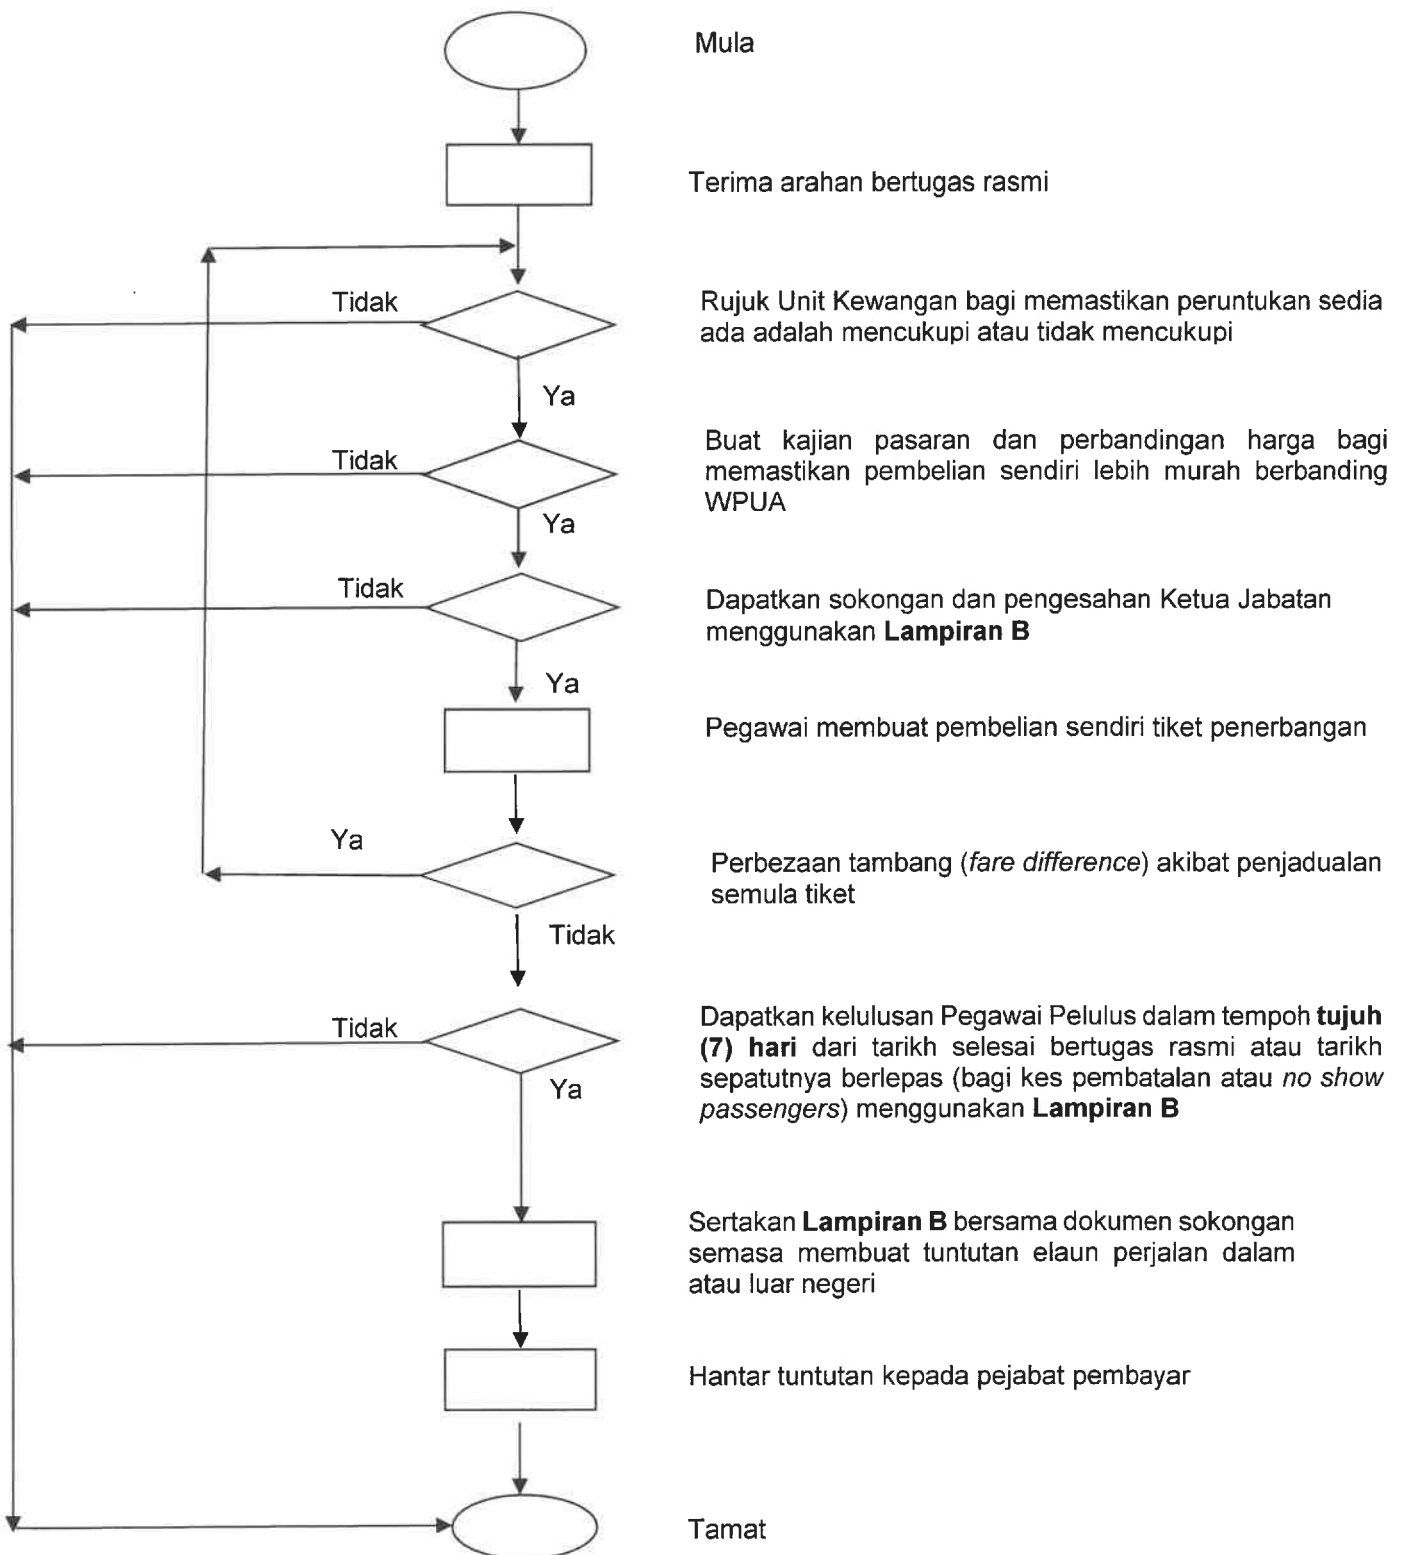 Mula
Terima arahan bertugas rasmi
Tidak
Rujuk Unit Kewangan bagi memastikan peruntukan sedia
ada adalah mencukupi atau tidak mencukupi
Ya
Tidak
Buat kajian pasaran dan perbandingan harga bagi
memastikan pembelian sendiri lebih murah berbanding
WPUA
Ya
Tidak
Dapatkan sokongan dan pengesahan Ketua Jabatan
menggunakan Lampiran B
Ya
Pegawai membuat pembelian sendiri tiket penerbangan
Ya
Perbezaan tambang (fare difference) akibat penjadualan
semula tiket
Tidak
Tidak
Dapatkan kelulusan Pegawai Pelulus dalam tempoh tujuh
(7) hari dari tarikh selesai bertugas rasmi atau tarikh
sepatutnya berlepas (bagi kes pembatalan atau no show
passengers) menggunakan Lampiran B
Ya
Sertakan Lampiran B bersama dokumen sokongan
semasa membuat tuntutan elaun perjalan dalam
atau luar negeri
Hantar tuntutan kepada pejabat pembayar
Tamat